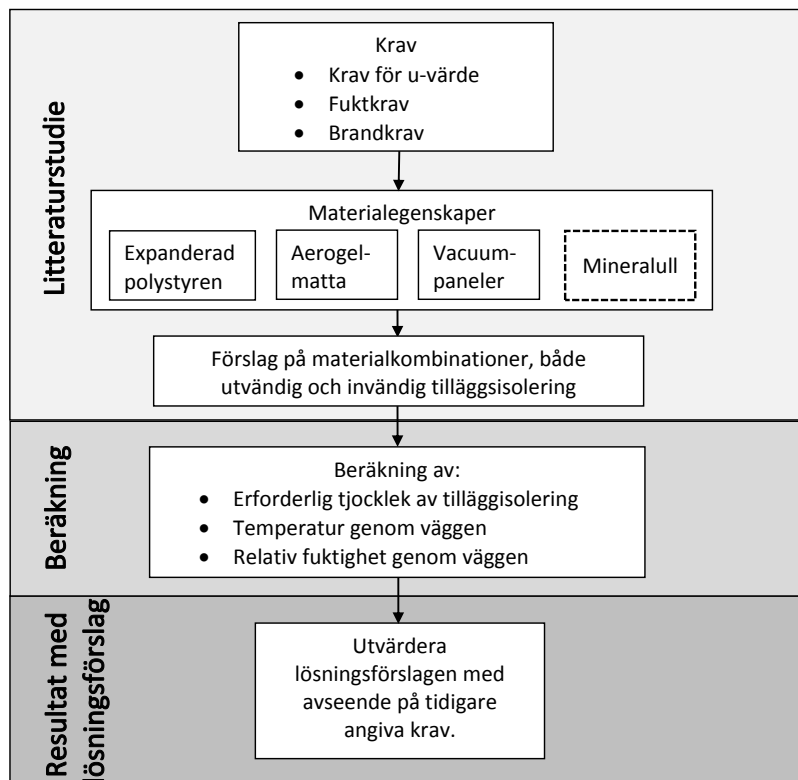 Litteraturstudie
Krav
• Krav för u-värde
• Fuktkrav
• Brandkrav
Materialegenskaper
Expanderad
polystyren
Aerogel-
matta
Vacuum-
paneler
Mineralull
Förslag på materialkombinationer, både
utvändig och invändig tilläggsisolering
Beräkning
Beräkning av:
• Erforderlig tjocklek av tilläggisolering
• Temperatur genom väggen
• Relativ fuktighet genom väggen
Resultat med
lösningsförslag
Utvärdera
lösningsförslagen med
avseende på tidigare
angiva krav.